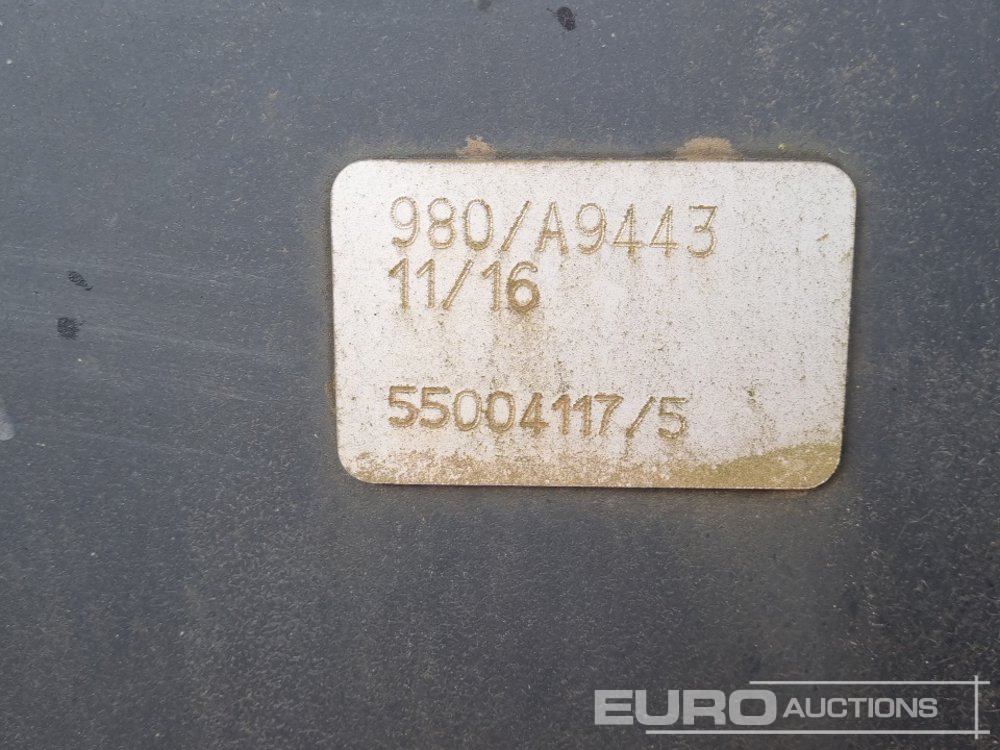 980/A9443
11/16
55004117/5
EURO AUCTIONS